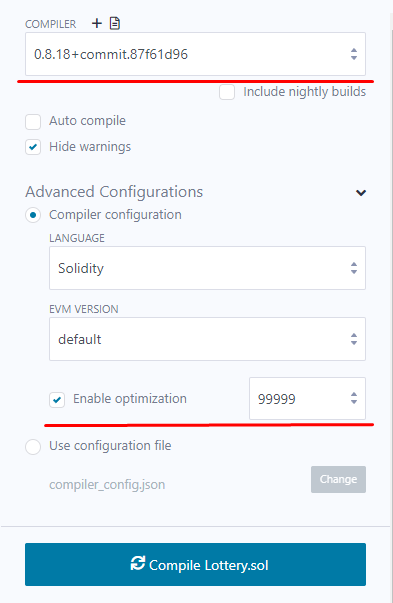 COMPILER
0.8.18+commit.87f61d96
Include nightly builds
Auto compile
Hide warnings
Advanced Configurations
Compiler configuration
LANGUAGE
Solidity
EVM VERSION
default
Enable optimization
99999
Use configuration file
compiler_config.json
Change
Compile Lottery.sol